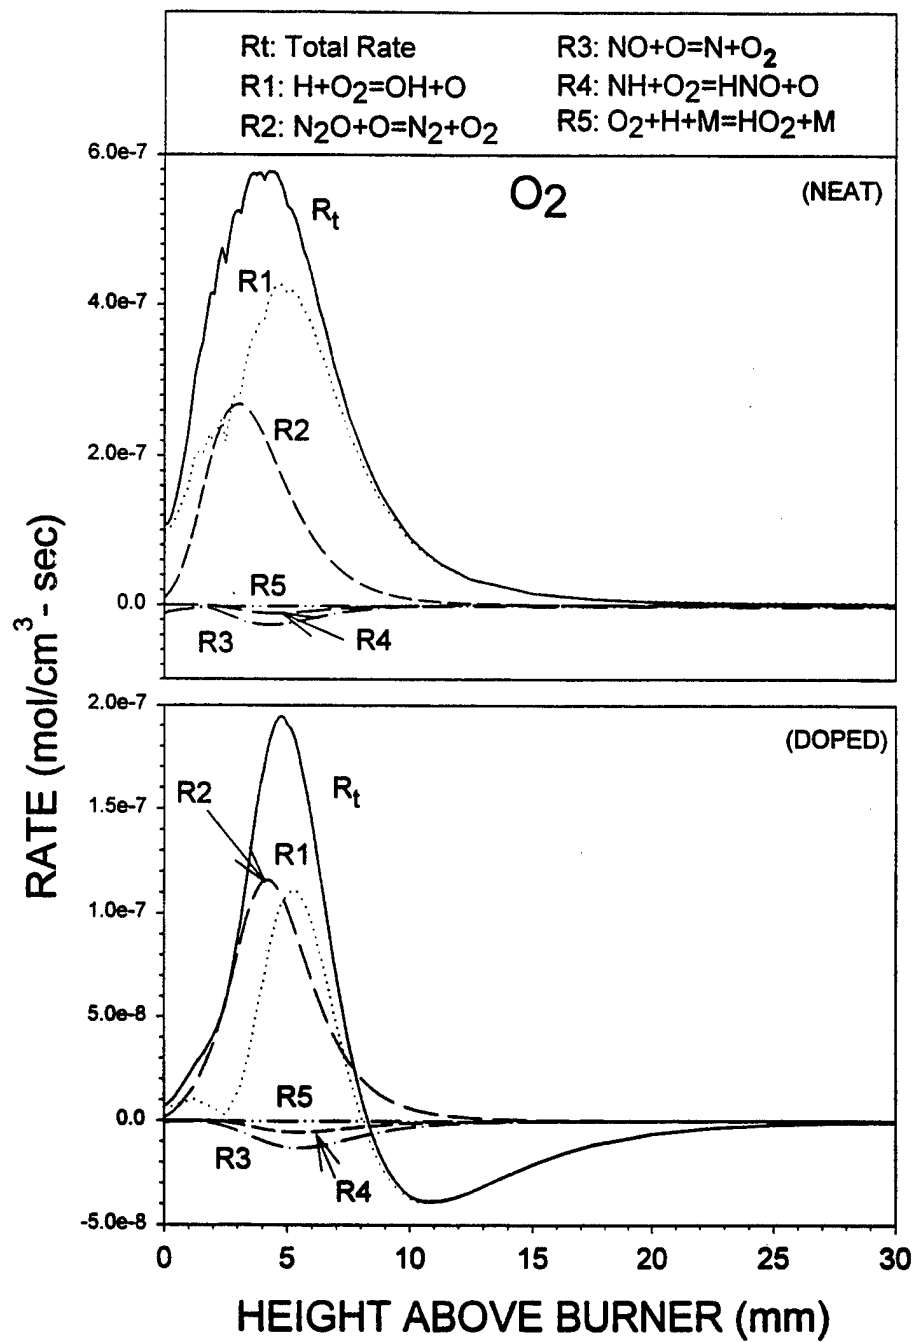 Rt: Total Rate R3: NO+O=N+O₂
R1: H+O₂=OH+O R4: NH+O₂=HNO+O
R2: N₂O+O=N₂+O₂ R5: O₂+H+M=HO₂+M
6.0e-7
O₂ (NEAT)
Rₜ
R1
4.0e-7
R2
2.0e-7
R5
0.0
R3 R4
2.0e-7
(DOPED)
R2 Rₜ
1.5e-7
R1
1.0e-7
5.0e-8
R5
0.0
R3
R4
-5.0e-8
0 5 10 15 20 25 30
HEIGHT ABOVE BURNER (mm)
RATE (mol/cm³- sec)